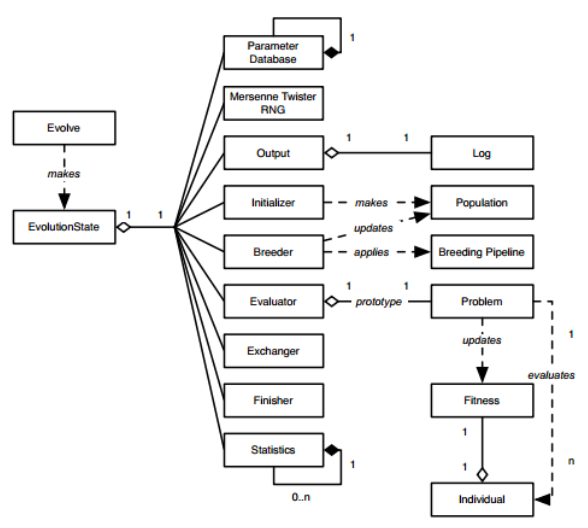 1
Parameter
Database
Mersenne Twister
RNG
Evolve
makes
1
1
Output
Log
EvolutionState
1
1
Initializer
makes
Population
updates
Breeder
applies
Breeding Pipeline
1
1
Evaluator
prototype
Problem
1
updates
Exchanger
evaluates
Finisher
Fitness
1
Statistics
1
1
n
0..n
Individual